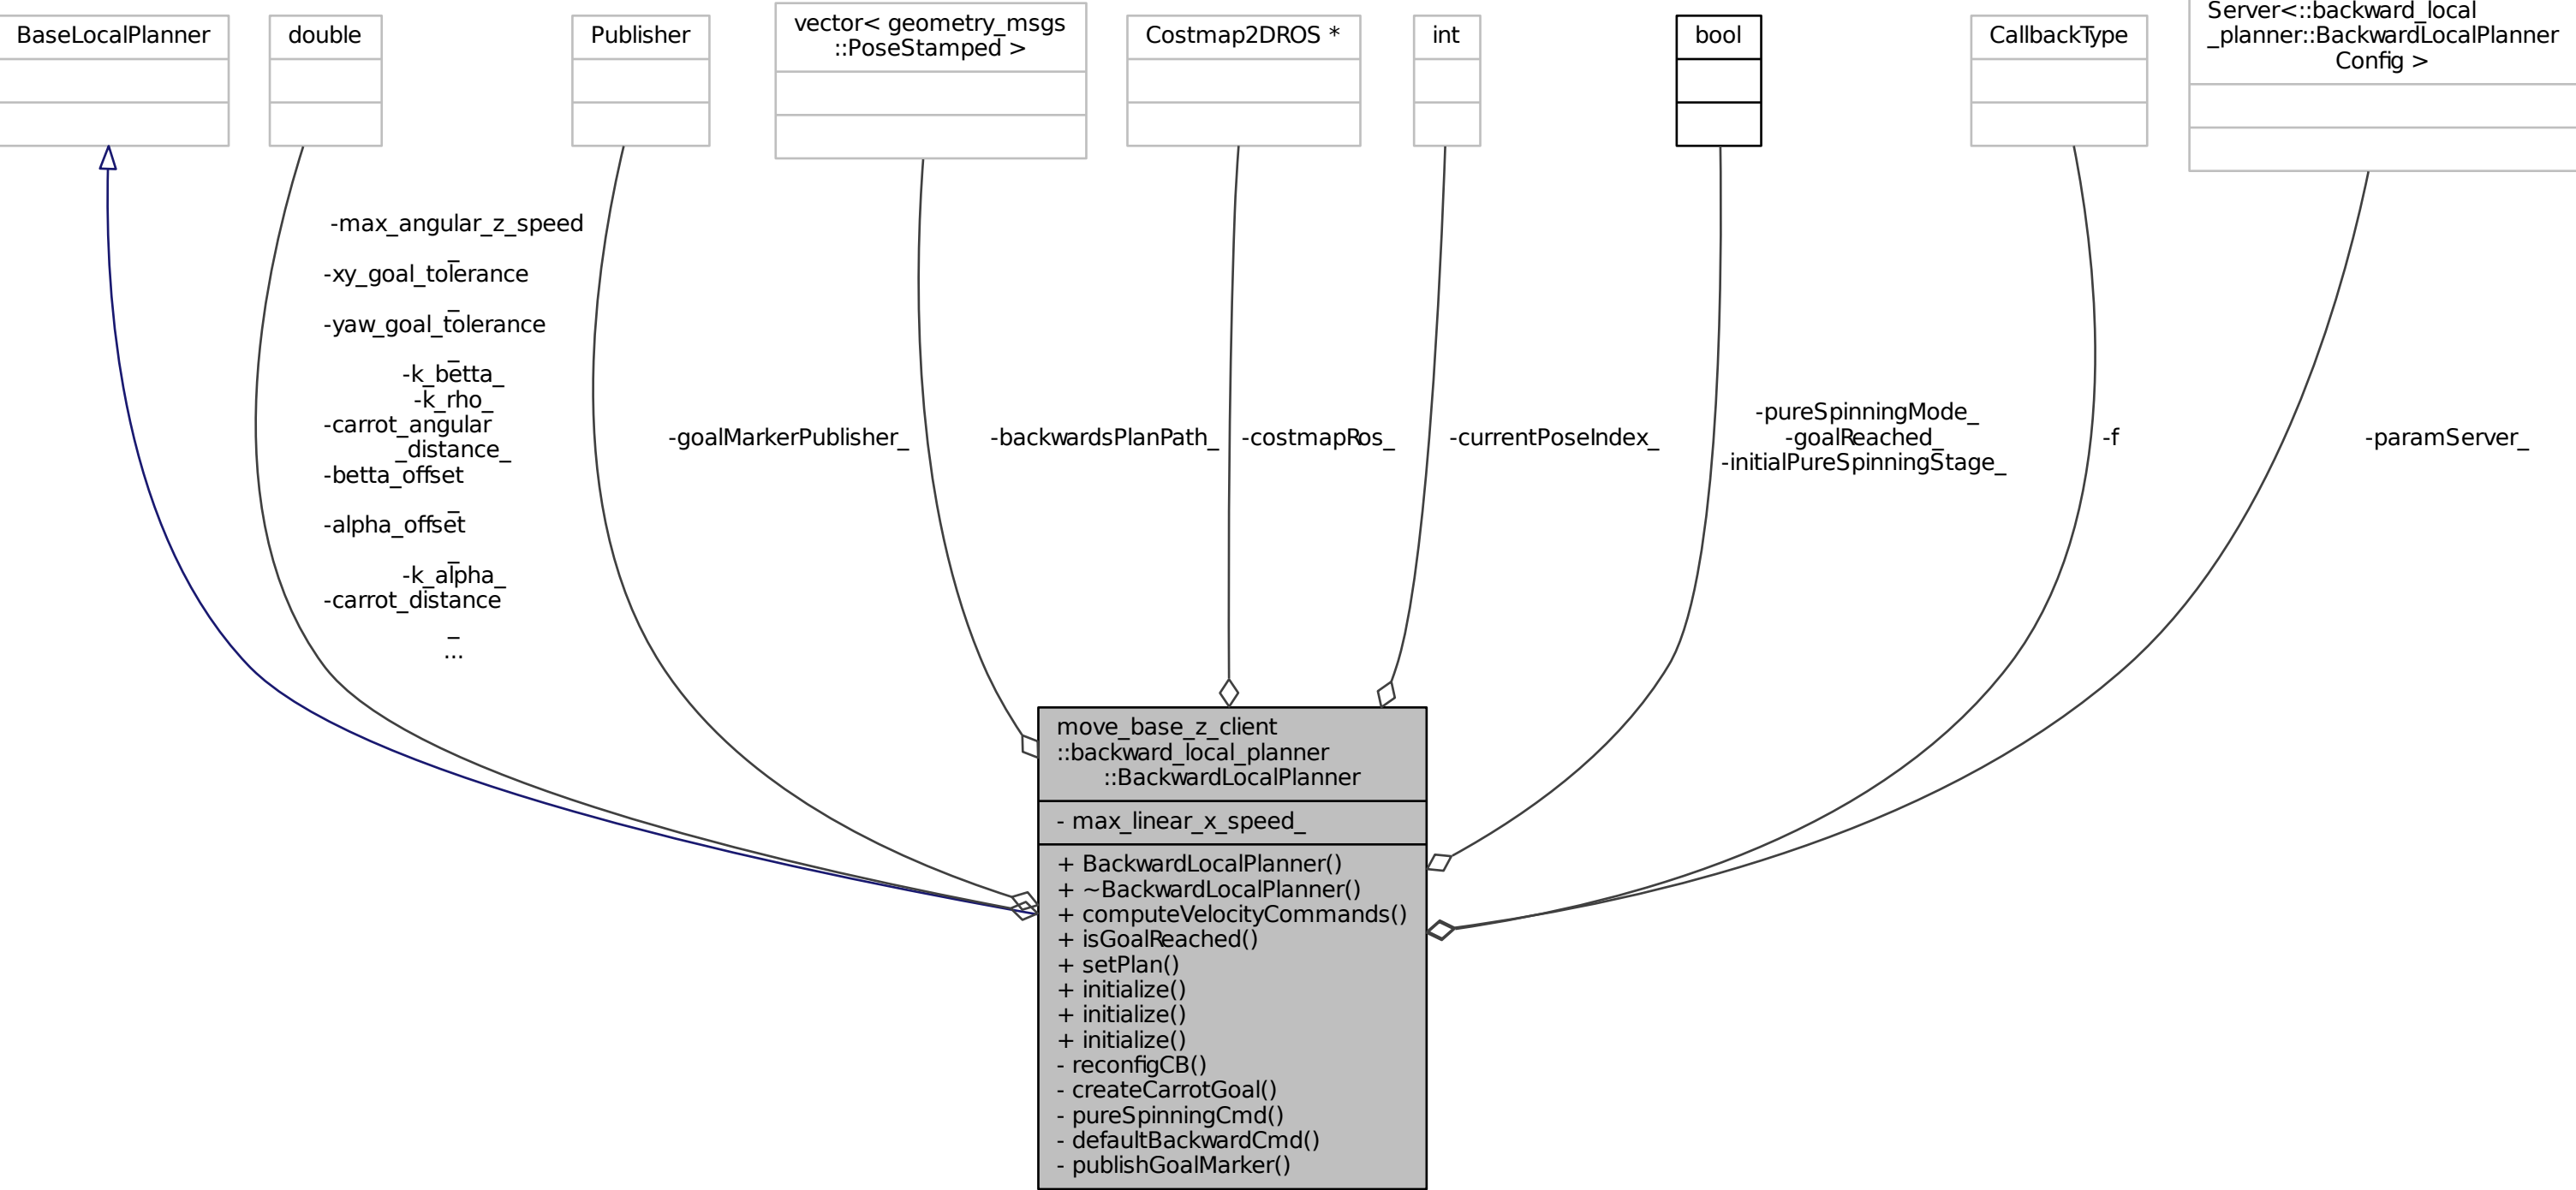 BaseLocalPlanner
double
Publisher
vector< geometry_msgs
::PoseStamped >
Costmap2DROS *
int
bool
CallbackType
Server<::backward_local
_planner::BackwardLocalPlanner
Config >
-max_angular_z_speed
_
-xy_goal_tolerance
_
-yaw_goal_tolerance
_
-k_betta_
-k_rho_
-carrot_angular
_distance_
-betta_offset
_
-alpha_offset
_
-k_alpha_
-carrot_distance
_
...
-goalMarkerPublisher_
-backwardsPlanPath_
-costmapRos_
-currentPoseIndex_
-pureSpinningMode_
-goalReached_
-initialPureSpinningStage_
-f
-paramServer_
move_base_z_client
::backward_local_planner
::BackwardLocalPlanner
- max_linear_x_speed_
+ BackwardLocalPlanner()
+ ~BackwardLocalPlanner()
+ computeVelocityCommands()
+ isGoalReached()
+ setPlan()
+ initialize()
+ initialize()
+ initialize()
- reconfigCB()
- createCarrotGoal()
- pureSpinningCmd()
- defaultBackwardCmd()
- publishGoalMarker()